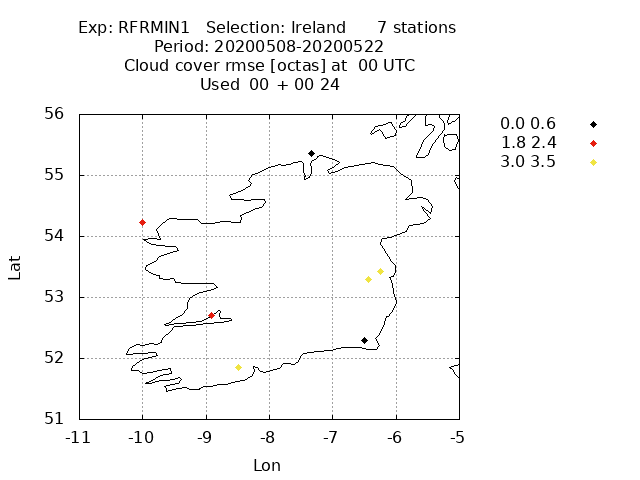 Exp: RFRMIN1 Selection: Ireland 7 stations
Period: 20200508-20200522
Cloud cover rmse [octas] at 00 UTC
Used 00 + 00 24
0.0 0.6
1.8 2.4
3.0 3.5
56
55
54
53
52
51
Lat
-11 -10 -9 -8 -7 -6 -5
Lon